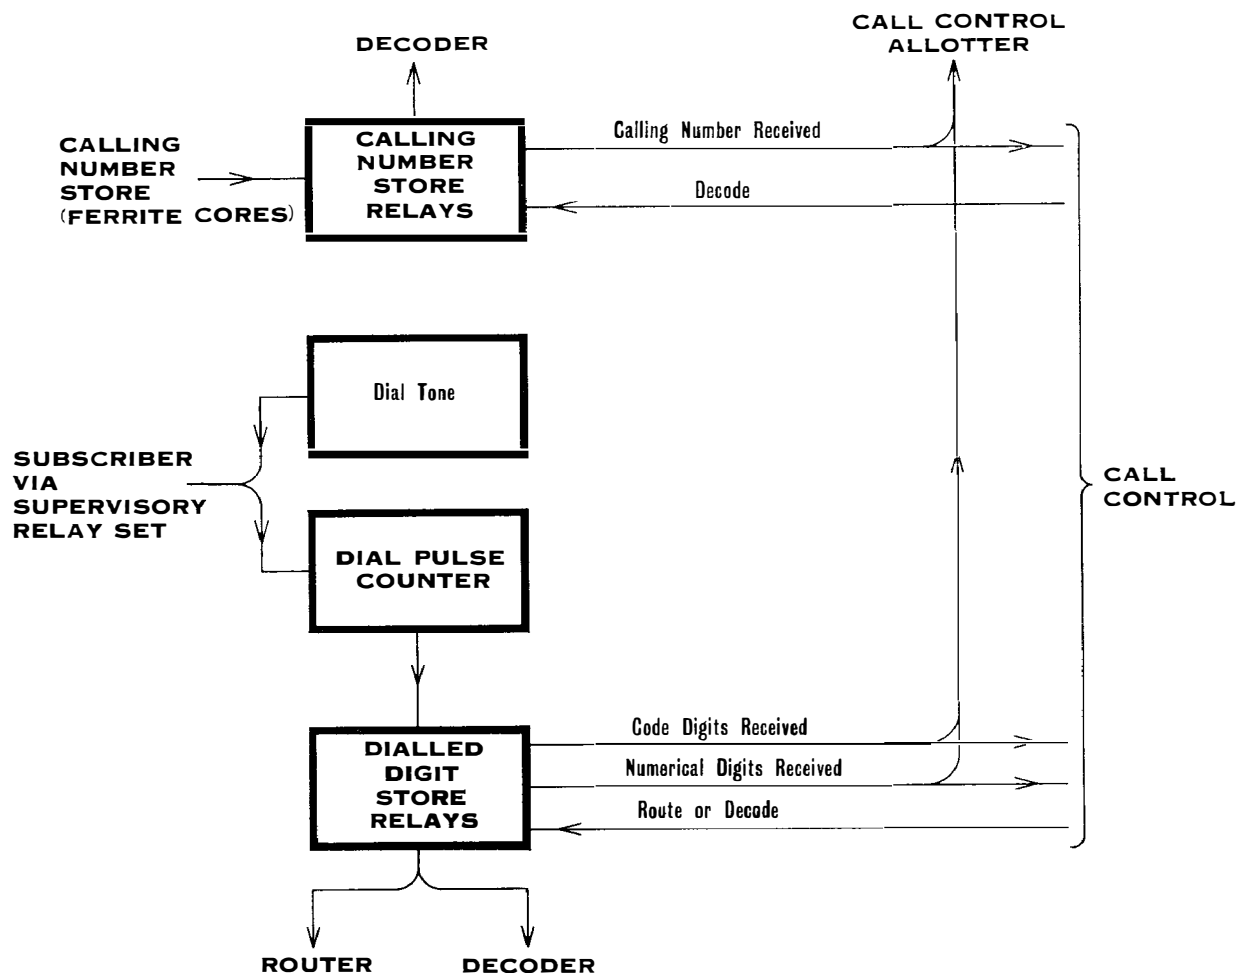 CALL CONTROL
ALLOTTER
DECODER
CALLING
NUMBER
STORE
(FERRITE CORES)
CALLING
NUMBER
STORE
RELAYS
Calling Number Received
Decode
Dial Tone
SUBSCRIBER
VIA
SUPERVISORY
RELAY SET
CALL
CONTROL
DIAL PULSE
COUNTER
DIALLED
DIGIT
STORE
RELAYS
Code Digits Received
Numerical Digits Received
Route or Decode
ROUTER
DECODER